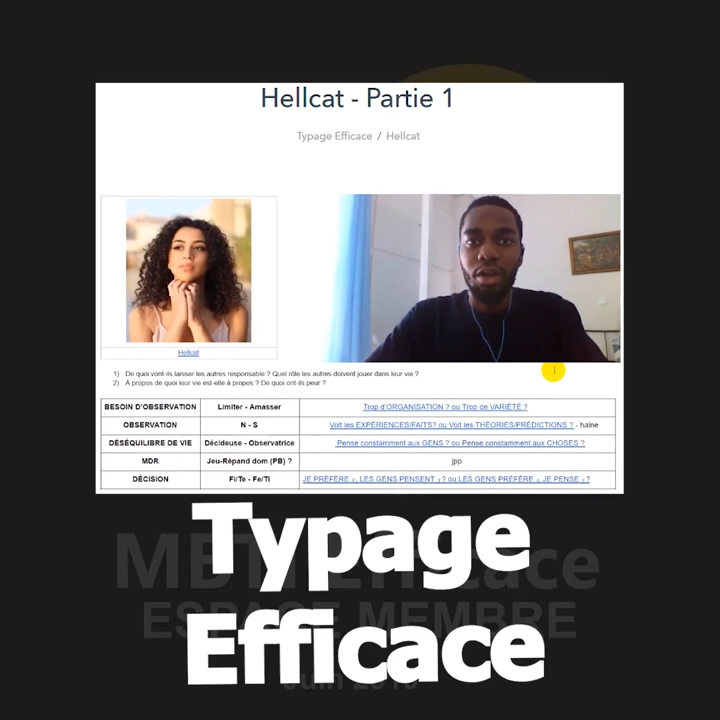 Hellcat - Partie 1
Typage Efficace / Hellcat
Hellcat
1) De quoi vont-ils laisser les autres responsable ? Quel rôle les autres doivent jouer dans leur vie ?
2) À propos de quoi leur vie est-elle à propos ? De quoi ont-ils peur ?
1
BESOIN D'OBSERVATION Limiter - Amasser Trop d'ORGANISATION ? ou Trop de VARIÉTÉ ?
OBSERVATION N - S Voit les EXPÉRIENCES/FAITS? ou Voit les THÉORIES/PRÉDICTIONS ? - haine
DÉSÉQUILIBRE DE VIE Décideuse - Observatrice Pense constamment aux GENS ? ou Pense constamment aux CHOSES ?
MDR Jeu-Répand dom (PB) ? jpp
DÉCISION Fi/Te - Fe/Ti JE PRÉFÈRE LES GENS PENSENT ? ou LES GENS PRÉFÈRE JE PENSE ?
Typage
MBTI Efficace
ESPACE MEMBRE
Efficace